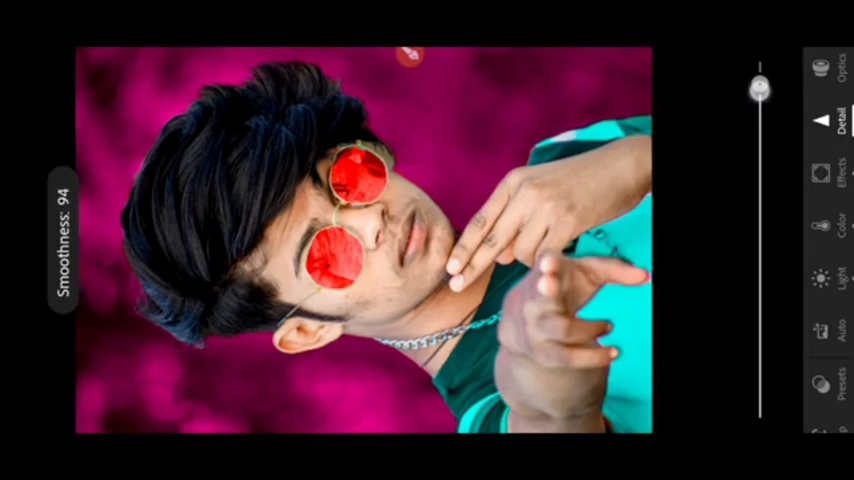 Smoothness: 94
Optics
Detail
Effects
Color
Light
Auto
Presets